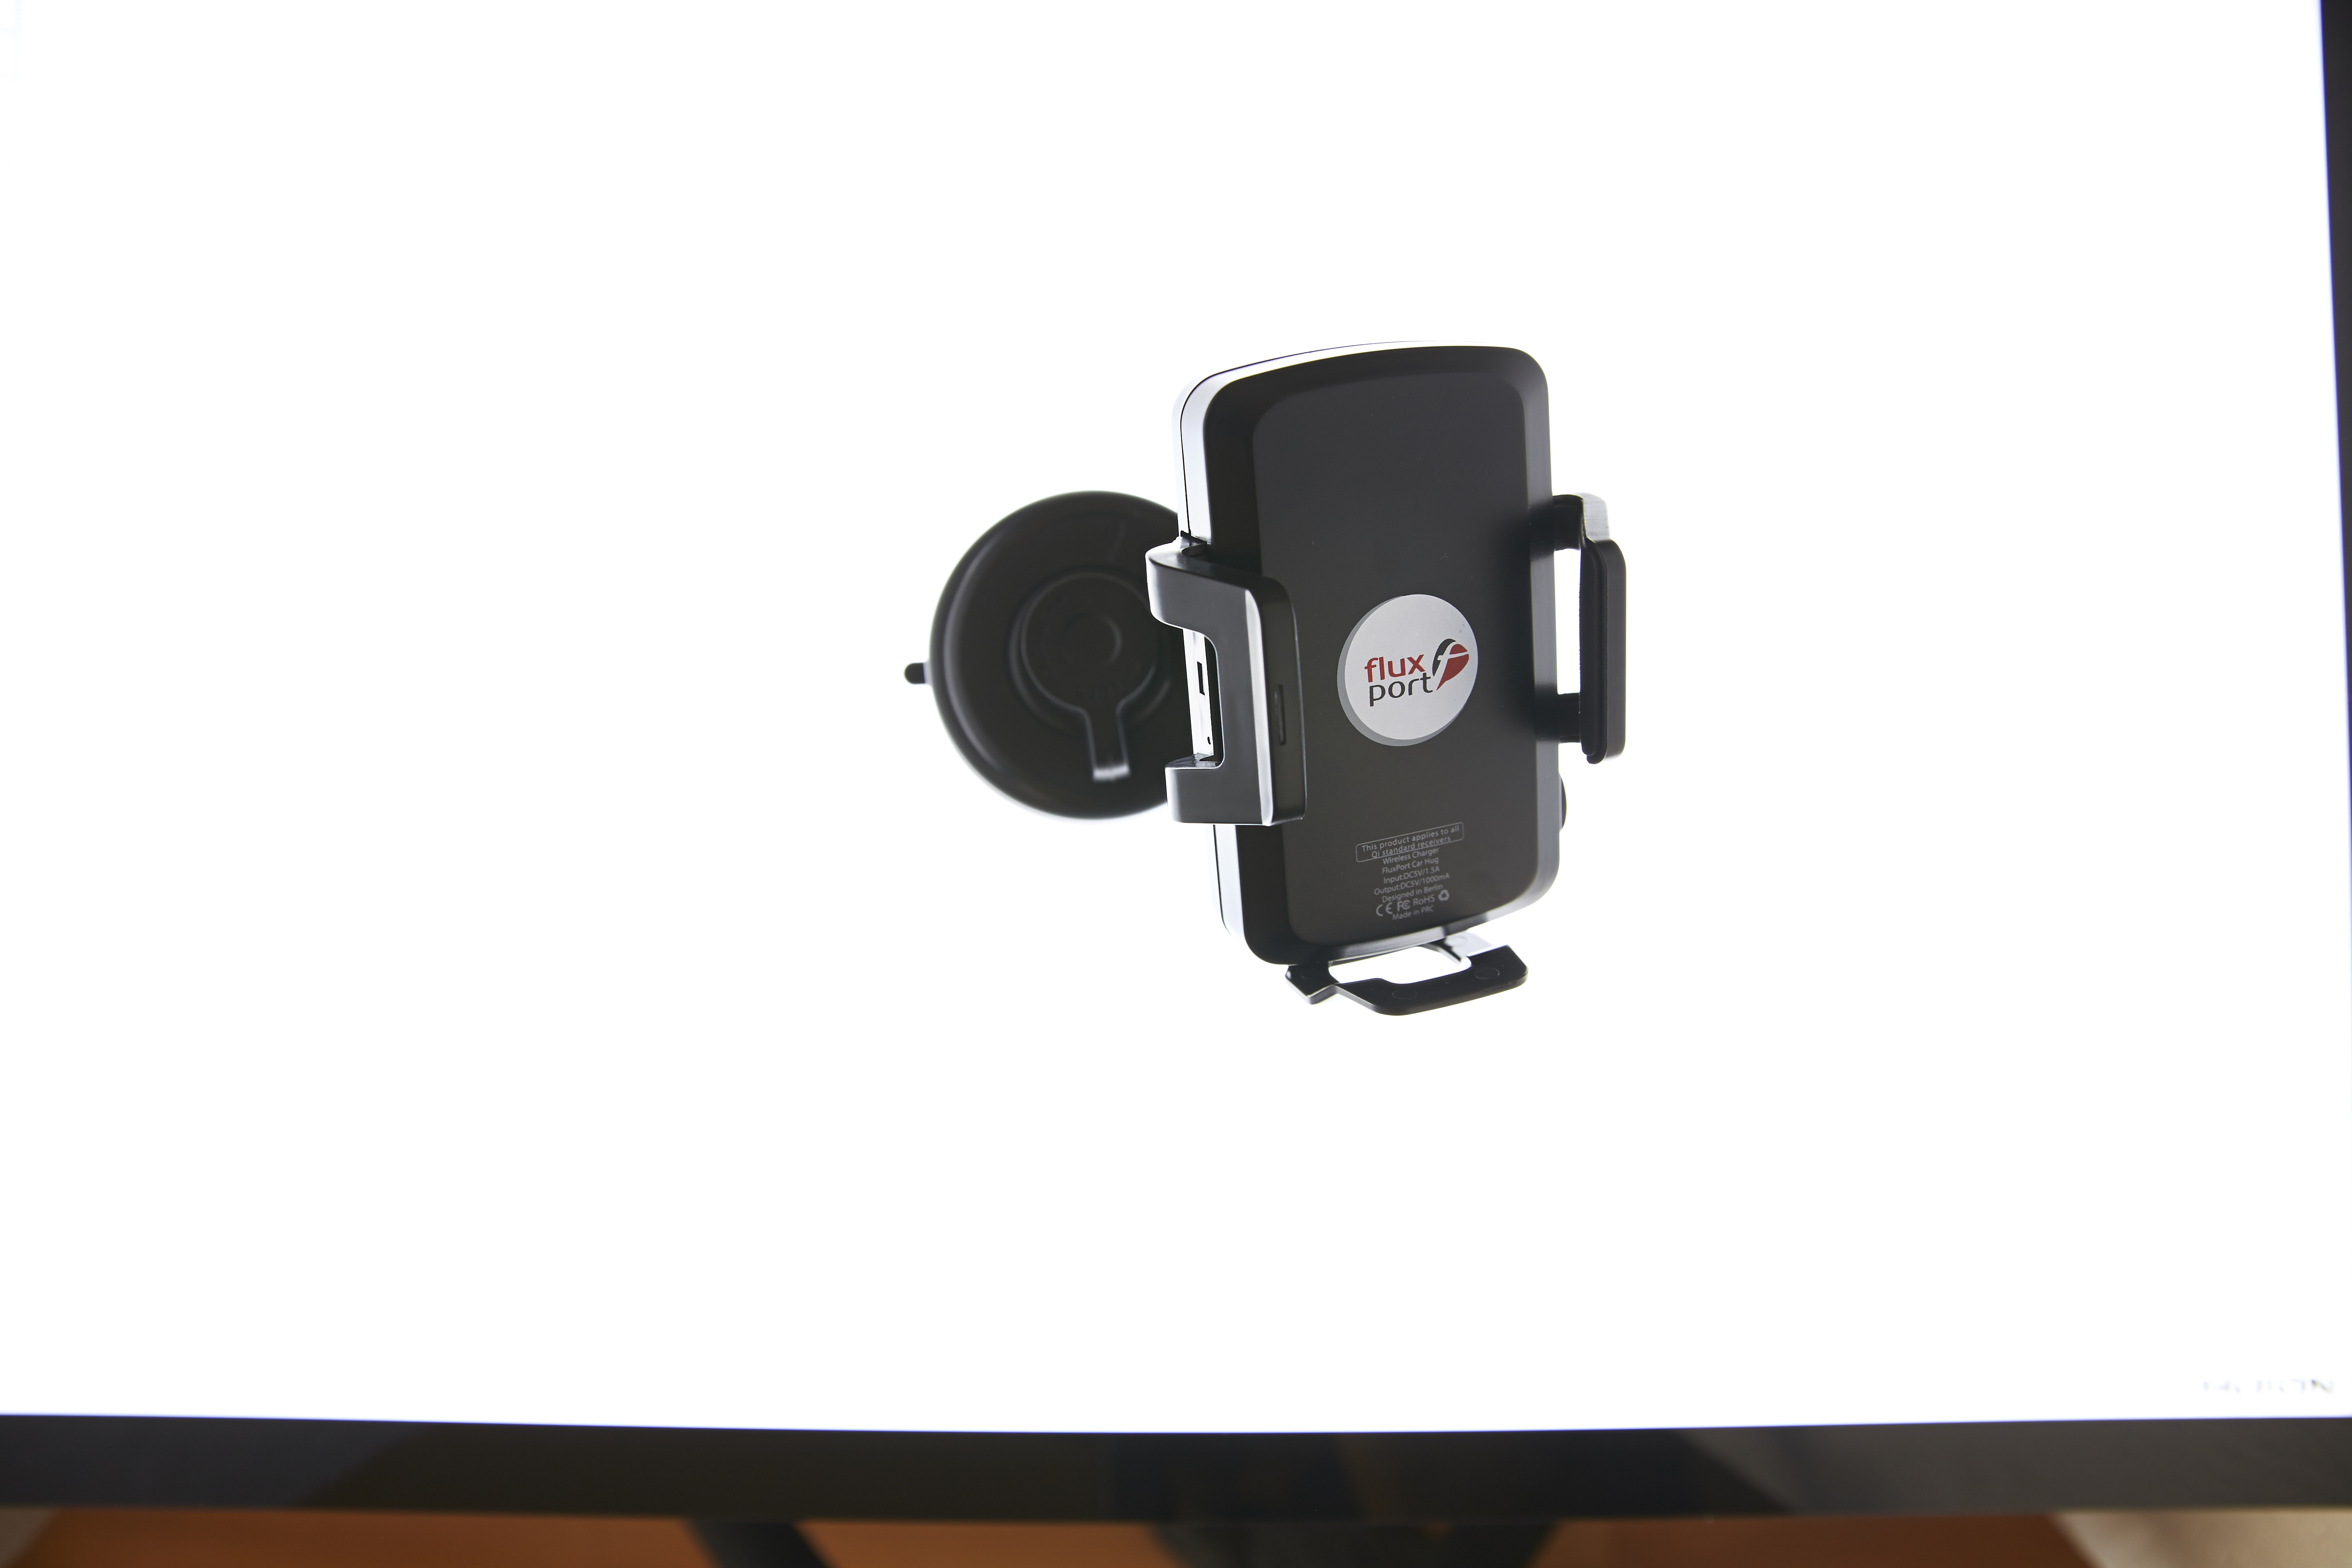 flux
port
This product applies to all
Qi standard receivers
Wireless Charger
FluxPort Car Hug
Input:DC5V/1.5A
Output:DC5V/1000mA
Designed in Berlin
CE FC RoHS
Made in PRC